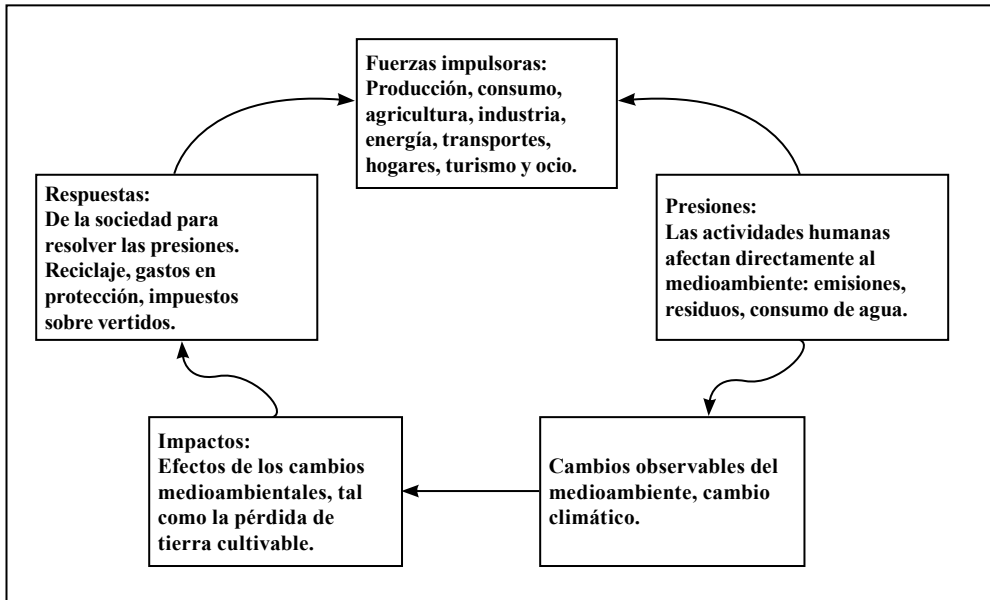 Fuerzas impulsoras:
Producción, consumo,
agricultura, industria,
energía, transportes,
hogares, turismo y ocio.
Respuestas:
De la sociedad para
resolver las presiones.
Reciclaje, gastos en
protección, impuestos
sobre vertidos.
Presiones:
Las actividades humanas
afectan directamente al
medioambiente: emisiones,
residuos, consumo de agua.
Impactos:
Efectos de los cambios
medioambientales, tal
como la pérdida de
tierra cultivable.
Cambios observables del
medioambiente, cambio
climático.